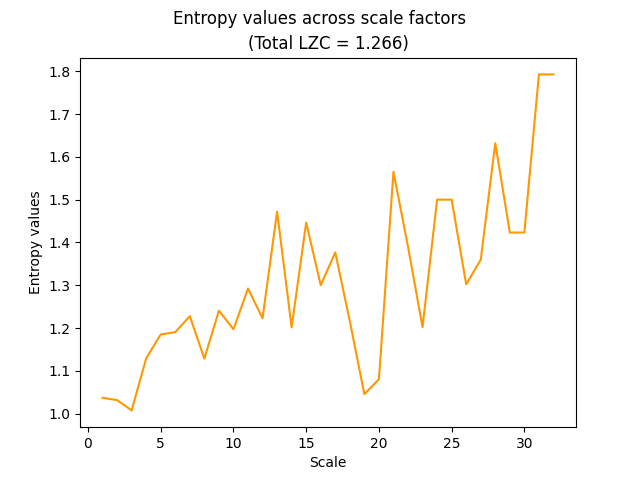 Entropy values across scale factors
(Total LZC = 1.266)
1.8
1.7
1.6
1.5
1.4
1.3
1.2
1.1
1.0
Entropy values
0 5 10 15 20 25 30
Scale